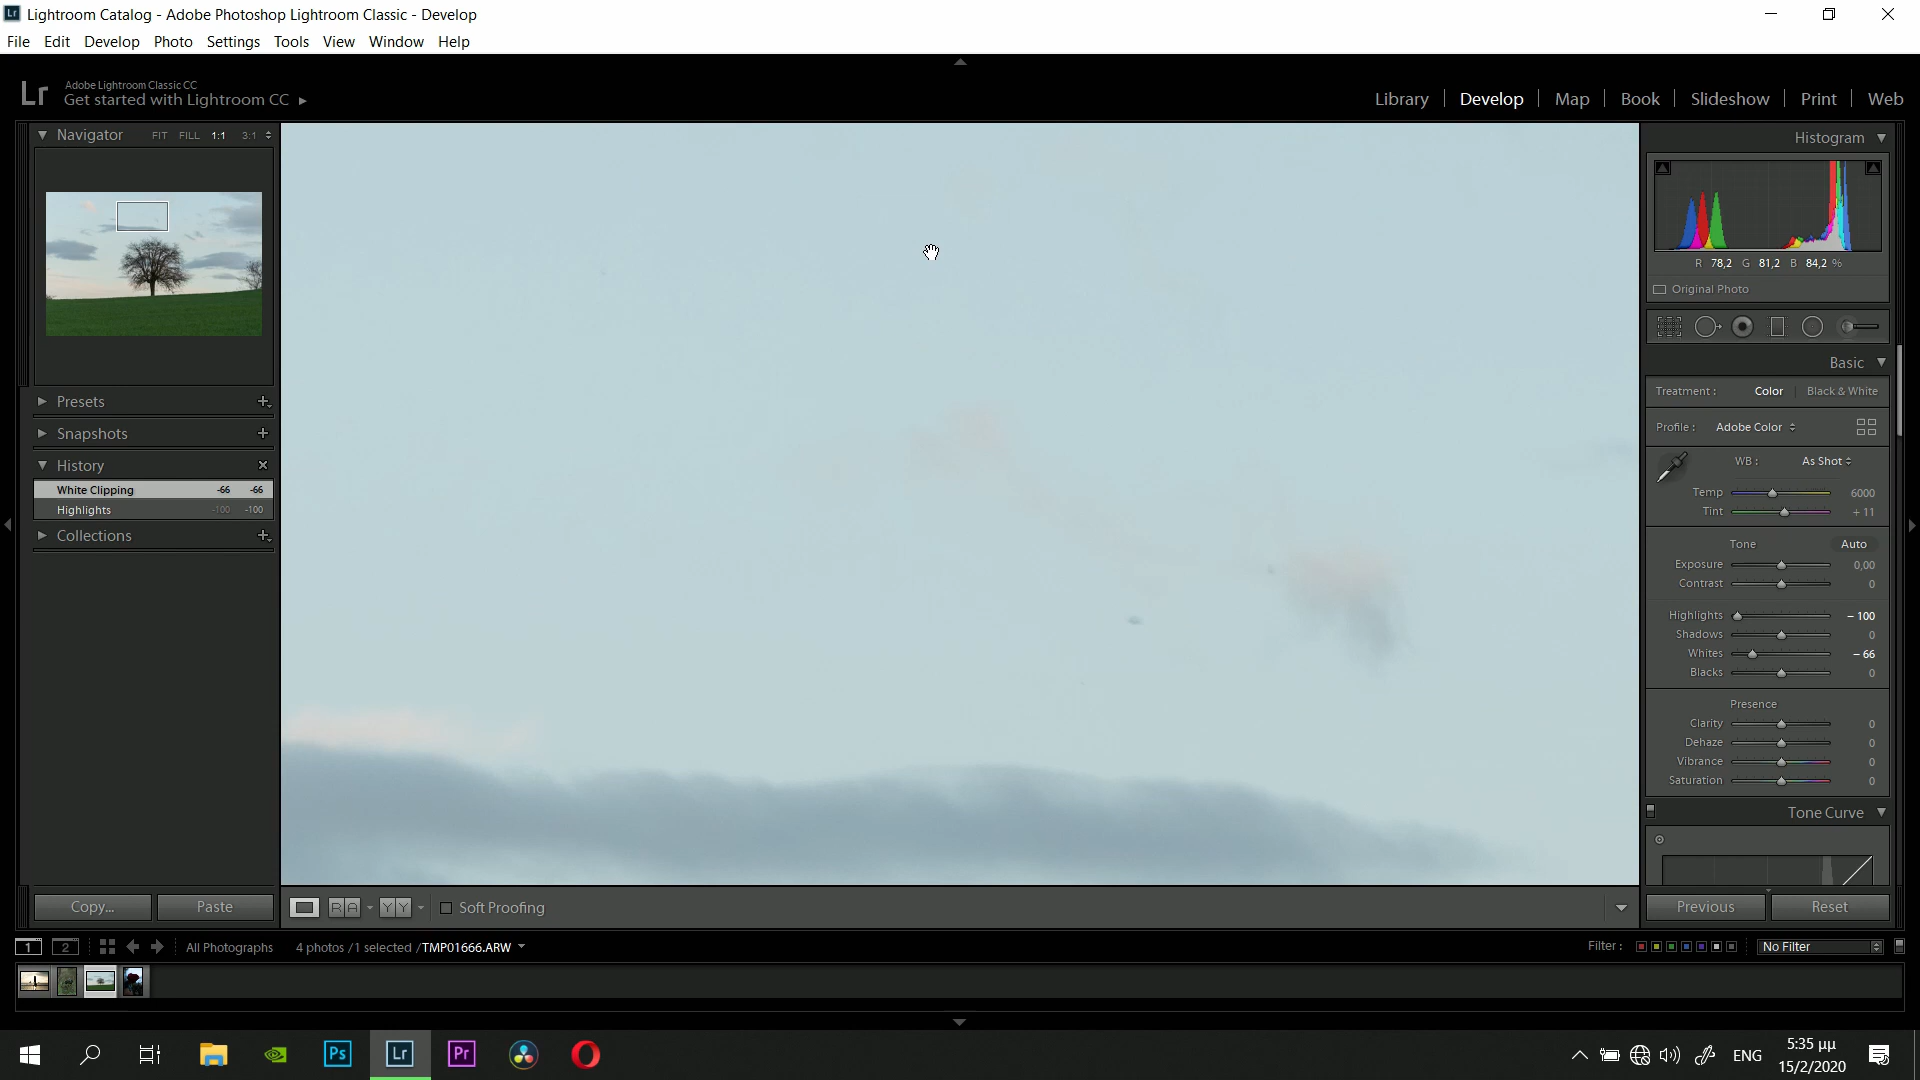 Lightroom Catalog - Adobe Photoshop Lightroom Classic - Develop
File Edit Develop Photo Settings Tools View Window Help
Lr Adobe Lightroom Classic CC
Get started with Lightroom CC
Library Develop Map Book Slideshow Print Web
Navigator FIT FILL 1:1 3:1
Presets
Snapshots
History
White Clipping -66 -66
Highlights -100 -100
Collections
Histogram
R 78,2 G 81,2 B 84,2 %
Original Photo
Basic
Treatment : Color Black & White
Profile : Adobe Color
WB : As Shot
Temp 6000
Tint + 11
Tone Auto
Exposure 0,00
Contrast 0
Highlights - 100
Shadows 0
Whites - 66
Blacks 0
Presence
Clarity 0
Dehaze 0
Vibrance 0
Saturation 0
Tone Curve
Copy... Paste
R A Y Y Soft Proofing
Previous Reset
1 2 All Photographs 4 photos /1 selected /TMP01666.ARW
Filter : No Filter
Ps Lr Pr
ENG
5:35 μμ
15/2/2020